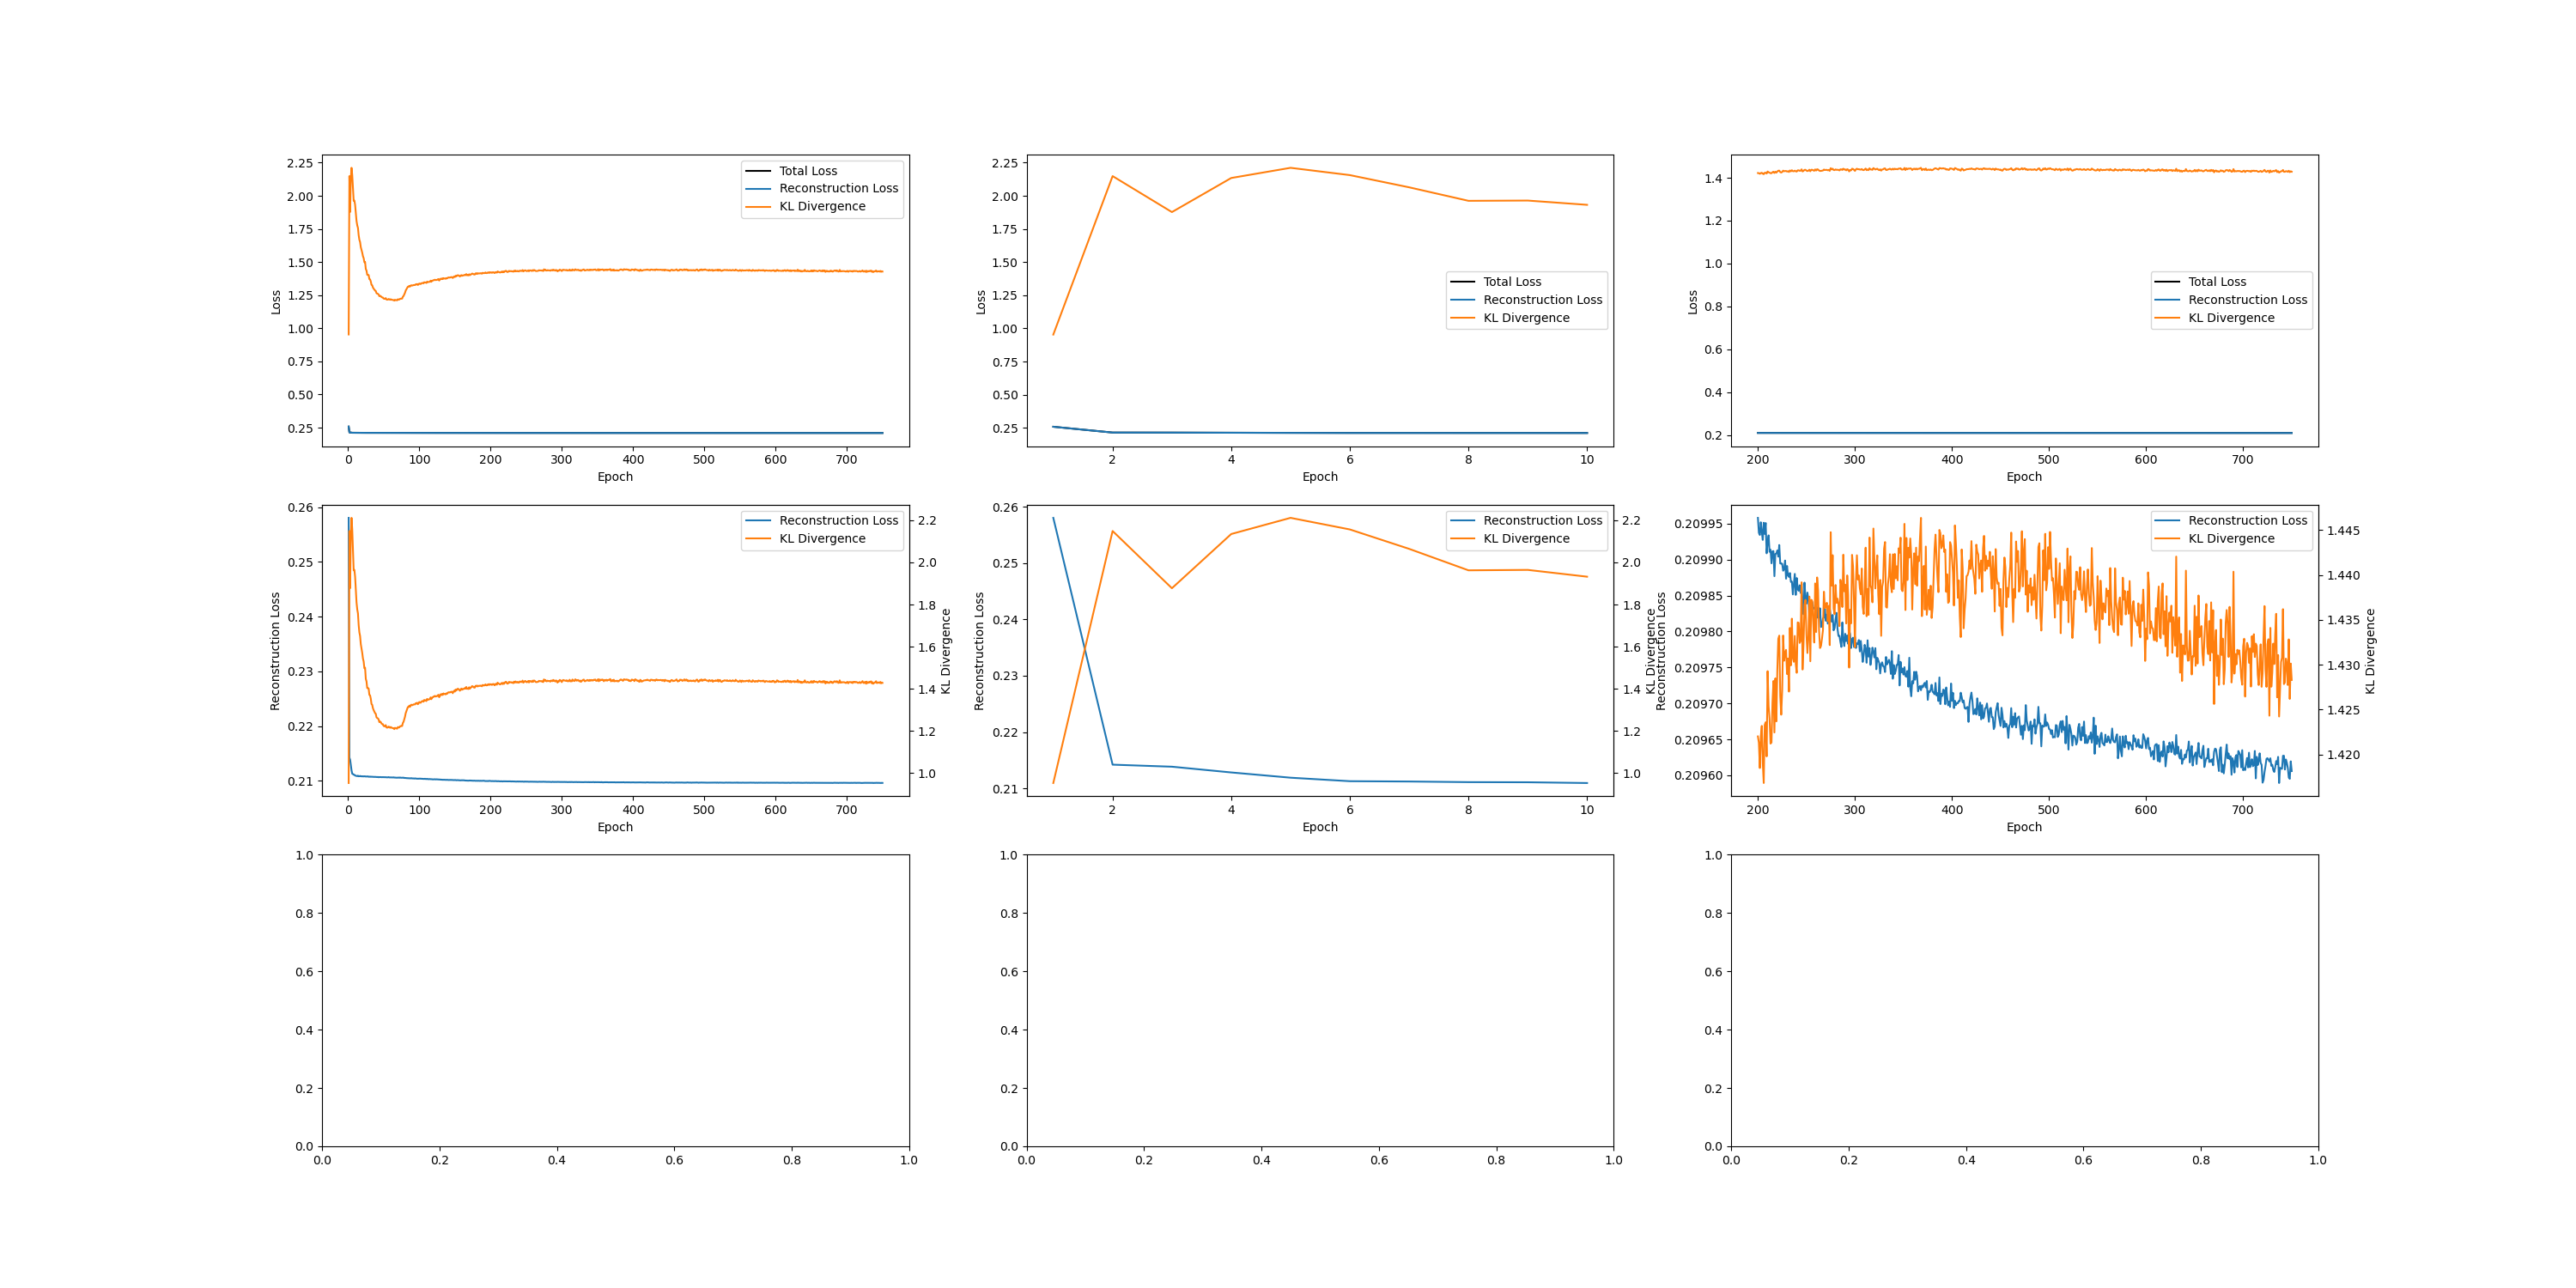 2.25
2.00
1.75
1.50
1.25
1.00
0.75
0.50
0.25
Loss
0 100 200 300 400 500 600 700
Epoch
Total Loss
Reconstruction Loss
KL Divergence
2.25
2.00
1.75
1.50
1.25
1.00
0.75
0.50
0.25
Loss
2 4 6 8 10
Epoch
Total Loss
Reconstruction Loss
KL Divergence
1.4
1.2
1.0
0.8
0.6
0.4
0.2
Loss
200 300 400 500 600 700
Epoch
Total Loss
Reconstruction Loss
KL Divergence
0.26
0.25
0.24
0.23
0.22
0.21
Reconstruction Loss
0 100 200 300 400 500 600 700
Epoch
Reconstruction Loss
KL Divergence
2.2
2.0
1.8
1.6
1.4
1.2
1.0
KL Divergence
0.26
0.25
0.24
0.23
0.22
0.21
Reconstruction Loss
2 4 6 8 10
Epoch
Reconstruction Loss
KL Divergence
2.2
2.0
1.8
1.6
1.4
1.2
1.0
KL Divergence
0.20995
0.20990
0.20985
0.20980
0.20975
0.20970
0.20965
0.20960
Reconstruction Loss
200 300 400 500 600 700
Epoch
Reconstruction Loss
KL Divergence
1.445
1.440
1.435
1.430
1.425
1.420
KL Divergence
1.0
0.8
0.6
0.4
0.2
0.0
0.0 0.2 0.4 0.6 0.8 1.0
1.0
0.8
0.6
0.4
0.2
0.0
0.0 0.2 0.4 0.6 0.8 1.0
1.0
0.8
0.6
0.4
0.2
0.0
0.0 0.2 0.4 0.6 0.8 1.0